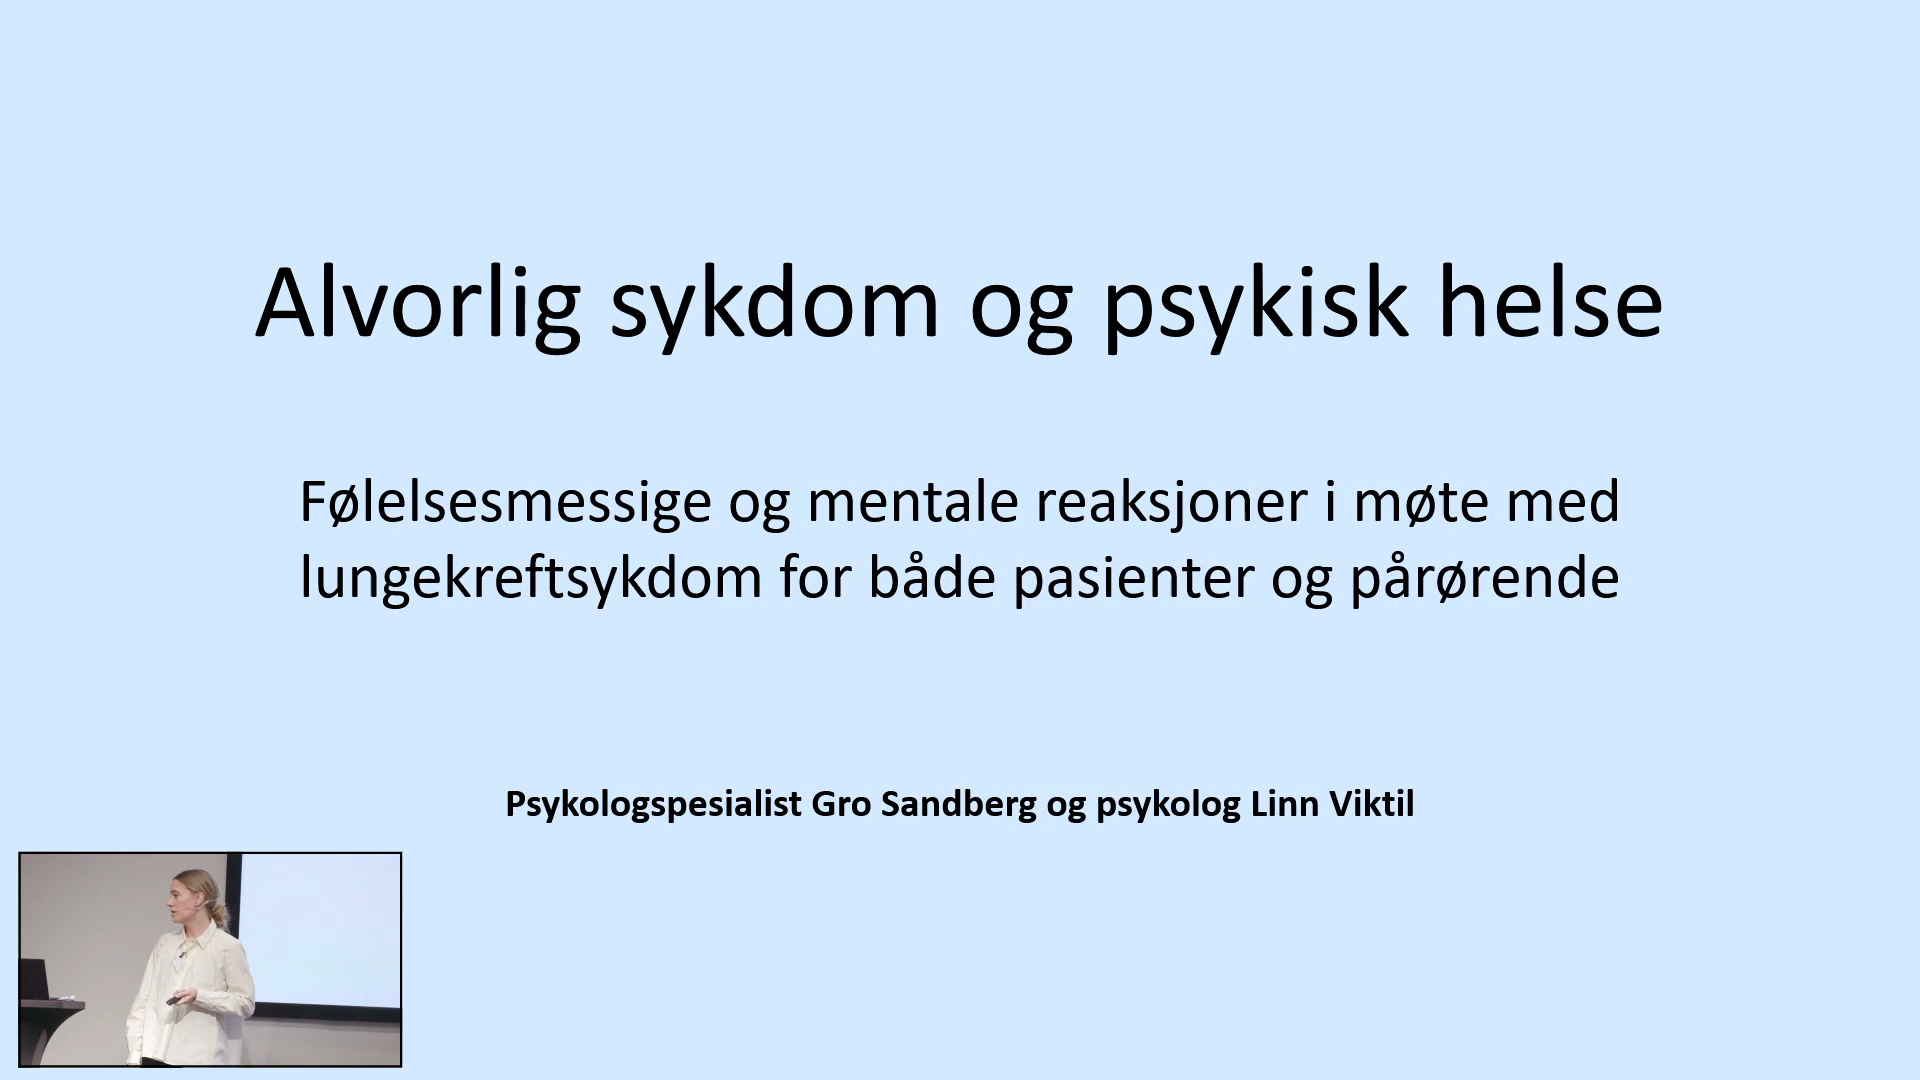 Alvorlig sykdom og psykisk helse
Følelsesmessige og mentale reaksjoner i møte med
lungekreftsykdom for både pasienter og pårørende
Psykologspesialist Gro Sandberg og psykolog Linn Viktil